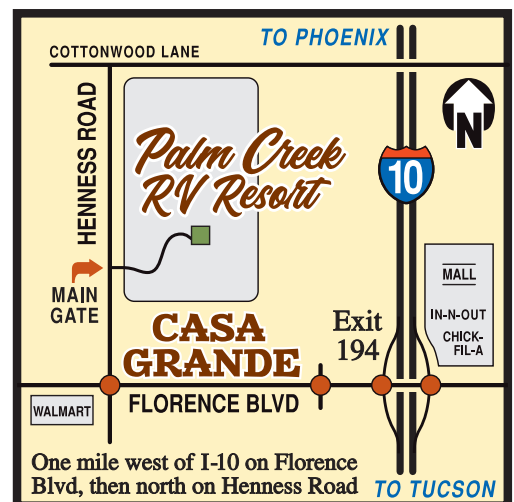 TO PHOENIX
COTTONWOOD LANE
HENNESS ROAD
N
Palm Creek
RV Resort
10
MAIN
GATE
MALL
IN-N-OUT
CHICK-
FIL-A
CASA
GRANDE
Exit
194
WALMART
FLORENCE BLVD
One mile west of I-10 on Florence
Blvd, then north on Henness Road
TO TUCSON